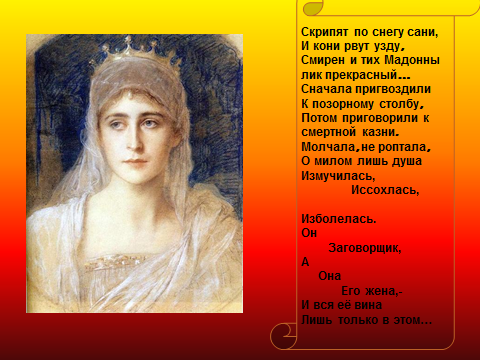 Скрипят по снегу сани,
И кони рвут узду,
Смирен и тих Мадонны
лик прекрасный...
Сначала пригвоздили
К позорному столбу,
Потом приговорили к
смертной казни.
Молчала, не роптала,
О милом лишь душа
Измучилась,
Иссохлась,
Изболелась.
Он
Заговорщик,
А
Она
Его жена,-
И вся её вина
Лишь только в этом...